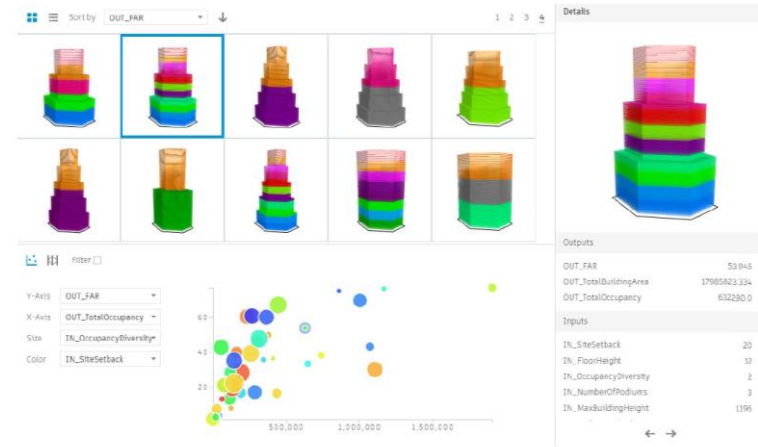 Sort by OUT_FAR
1 2 3 4
Details
Outputs
OUT_FAR 53.945
OUT_TotalBuildingArea 17985823.334
OUT_TotalOccupancy 632280.0
Inputs
IN_SiteSetback 20
IN_FloorHeight 12
IN_OccupancyDiversity 2
IN_NumberOfPodiums 3
IN_MaxBuildingHeight 1196
Filter
Y-Axis OUT_FAR
X-Axis OUT_TotalOccupancy
Size IN_OccupancyDiversity
Color IN_SiteSetback
60
40
20
500,000 1,000,000 1,500,000